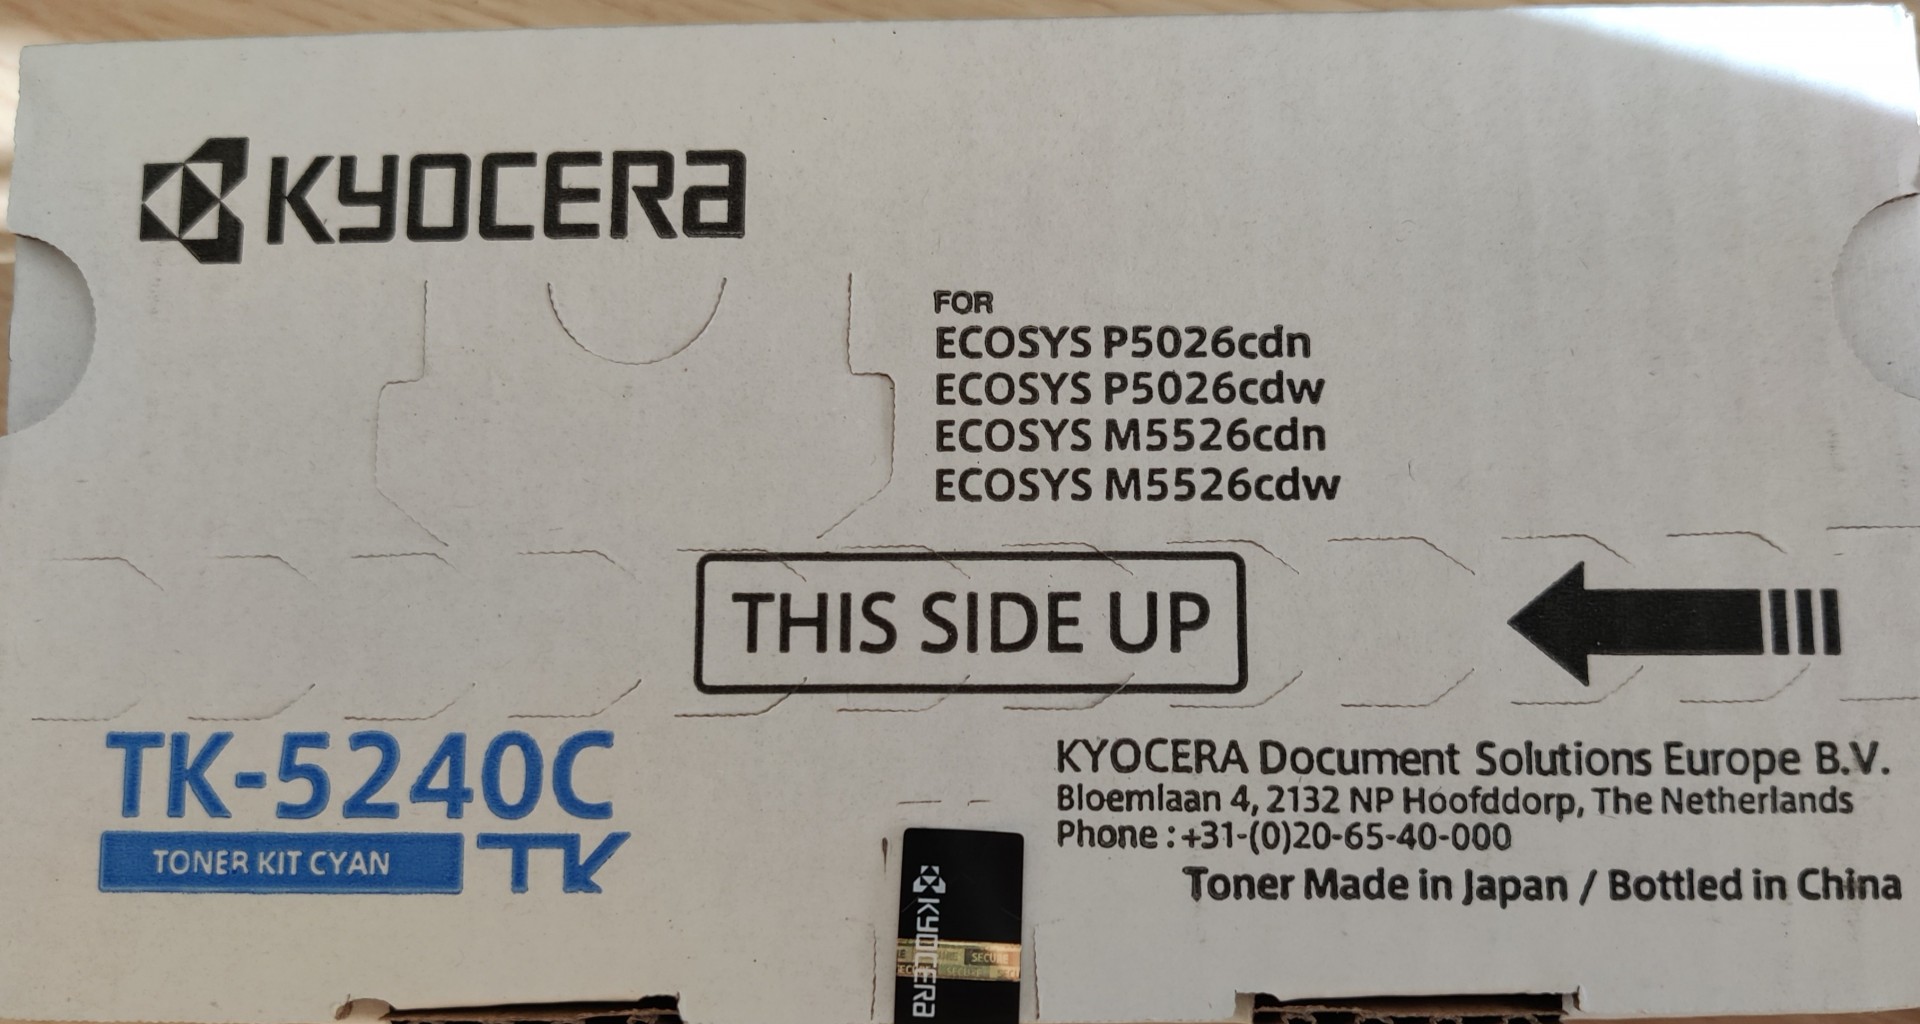 KYOCERA
FOR
ECOSYS P5026cdn
ECOSYS P5026cdw
ECOSYS M5526cdn
ECOSYS M5526cdw
THIS SIDE UP
TK-5240C
TONER KIT CYAN
TK
KYOCERA Document Solutions Europe B.V.
Bloemlaan 4, 2132 NP Hoofddorp, The Netherlands
Phone : +31-(0)20-65-40-000
Toner Made in Japan / Bottled in China
KYOCERA
SECURE
SECURE